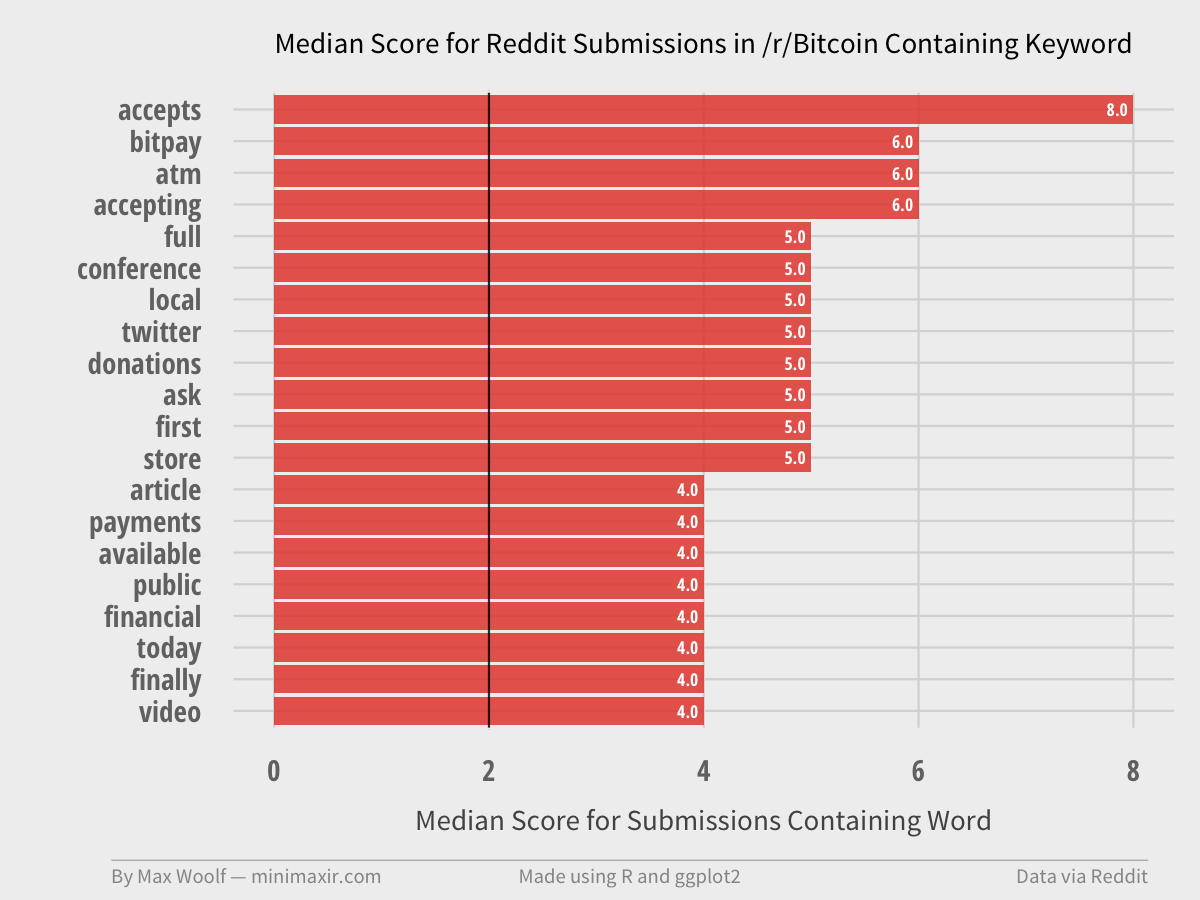 Median Score for Reddit Submissions in /r/Bitcoin Containing Keyword
accepts 8.0
bitpay 6.0
atm 6.0
accepting 6.0
full 5.0
conference 5.0
local 5.0
twitter 5.0
donations 5.0
ask 5.0
first 5.0
store 5.0
article 4.0
payments 4.0
available 4.0
public 4.0
financial 4.0
today 4.0
finally 4.0
video 4.0
0 2 4 6 8
Median Score for Submissions Containing Word
By Max Woolf — minimaxir.com Made using R and ggplot2 Data via Reddit